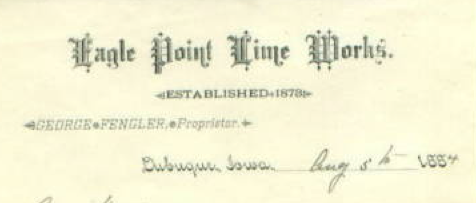 Eagle Point Lime Works.
ESTABLISHED 1878
GEORGE FENGLER, Proprietor.
Dubuque, Iowa. Aug 5th 1884